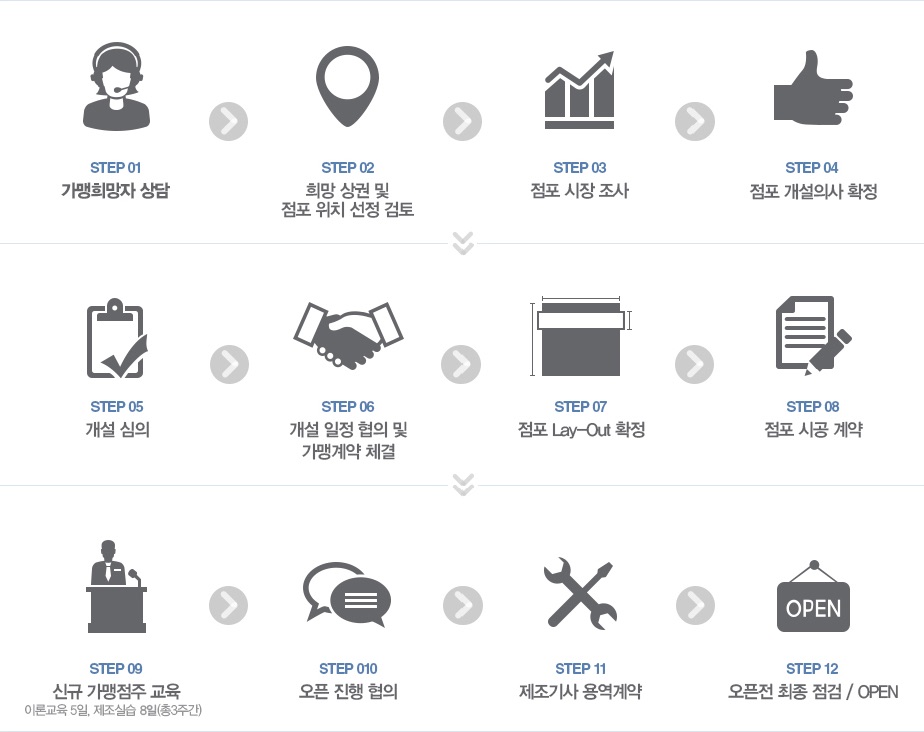 STEP 01
가맹희망자 상담
STEP 02
희망 상권 및
점포 위치 선정 검토
STEP 03
점포 시장 조사
STEP 04
점포 개설의사 확정
STEP 05
개설 심의
STEP 06
개설 일정 협의 및
가맹계약 체결
STEP 07
점포 Lay-Out 확정
STEP 08
점포 시공 계약
STEP 09
신규 가맹점주 교육
이론교육 5일, 제조실습 8일(총3주간)
STEP 010
오픈 진행 협의
STEP 11
제조기사 용역계약
OPEN
STEP 12
오픈전 최종 점검 / OPEN